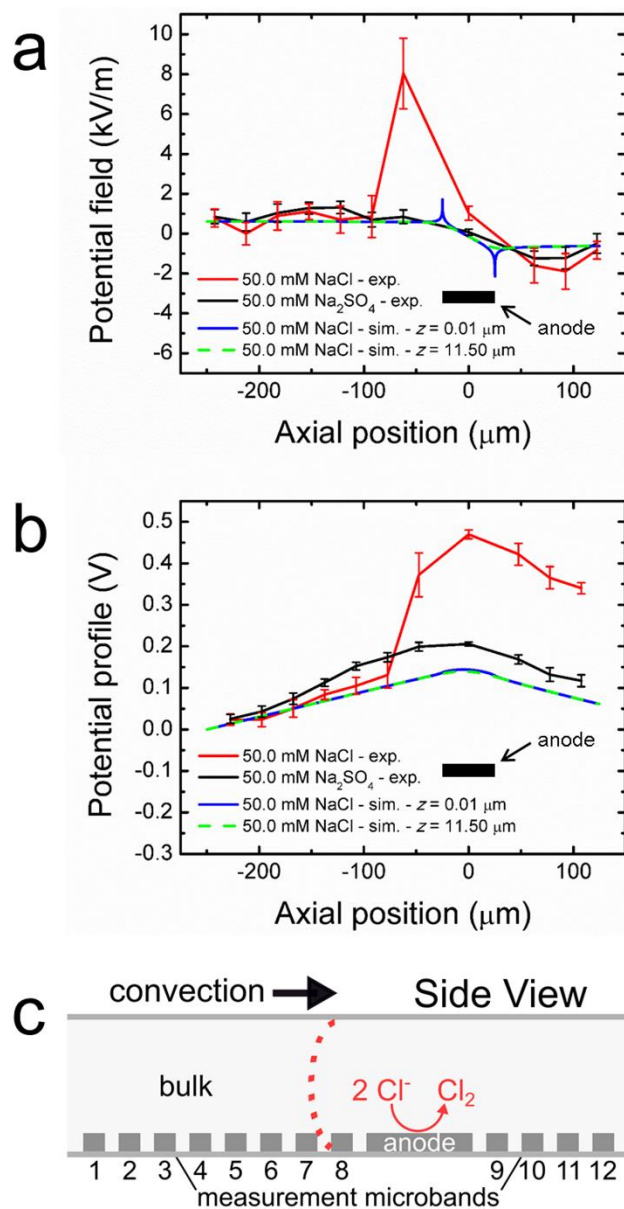 a
Potential field (kV/m)
10
8
6
4
2
0
-2
-4
-6
50.0 mM NaCl - exp.
50.0 mM Na₂SO₄ - exp.
50.0 mM NaCl - sim. - z = 0.01 μm
50.0 mM NaCl - sim. - z = 11.50 μm
anode
-200 -100 0 100
Axial position (μm)
b
Potential profile (V)
0.5
0.4
0.3
0.2
0.1
0.0
-0.1
-0.2
-0.3
50.0 mM NaCl - exp.
50.0 mM Na₂SO₄ - exp.
50.0 mM NaCl - sim. - z = 0.01 μm
50.0 mM NaCl - sim. - z = 11.50 μm
anode
-200 -100 0 100
Axial position (μm)
c
convection Side View
bulk
2 Cl⁻ Cl₂
anode
1 2 3 4 5 6 7 8 9 10 11 12
measurement microbands